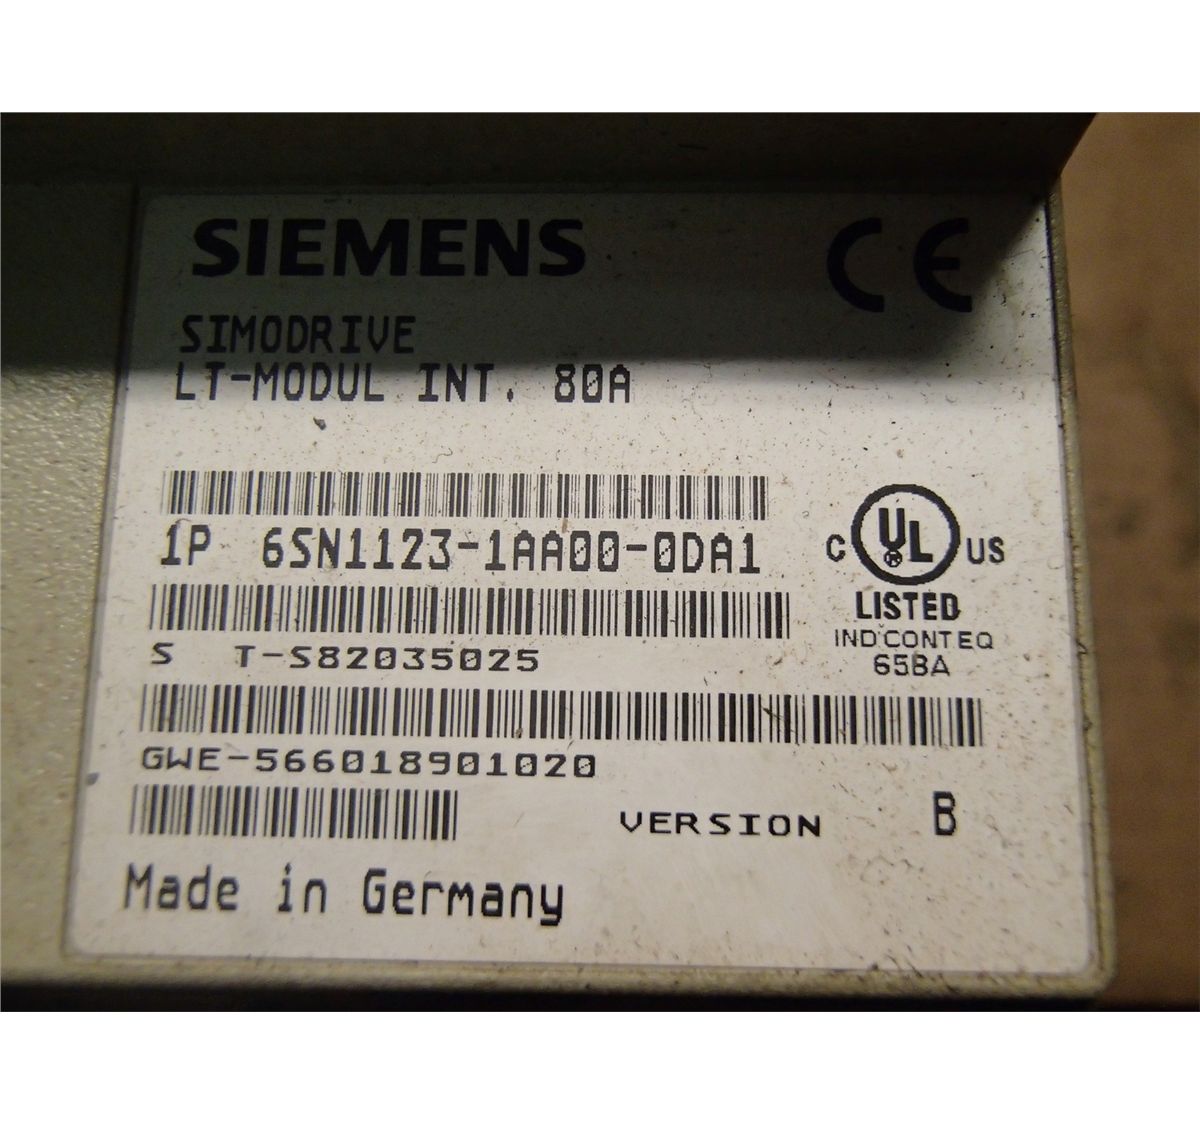 SIEMENS CE
SIMODRIVE
LT-MODUL INT. 80A
1P 6SN1123-1AA00-0DA1
C UL US
LISTED
IND CONT EQ
65BA
S T-S82035025
GWE-566018901020
VERSION B
Made in Germany